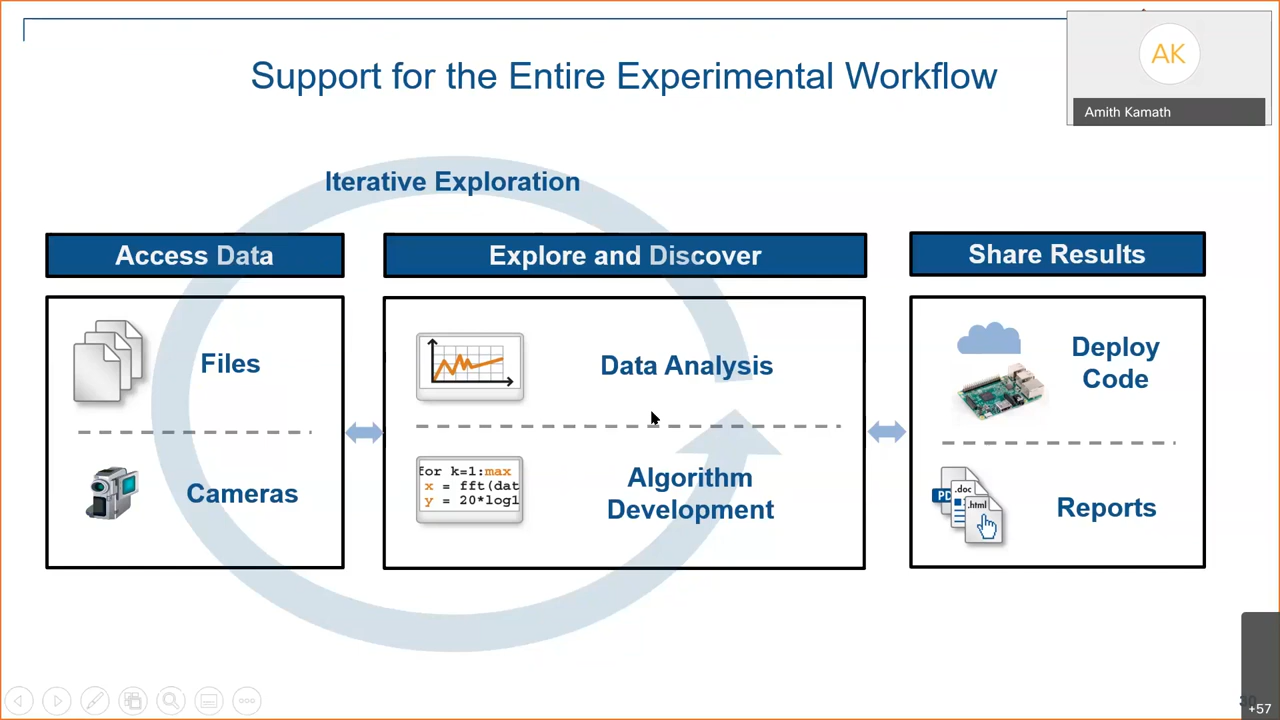 Support for the Entire Experimental Workflow
AK
Amith Kamath
Iterative Exploration
Access Data
Explore and Discover
Share Results
Files
Data Analysis
Deploy
Code
for k=1:max
x = fft(dat
y = 20*log1
Cameras
Algorithm
Development
.doc
.html
Reports
+57